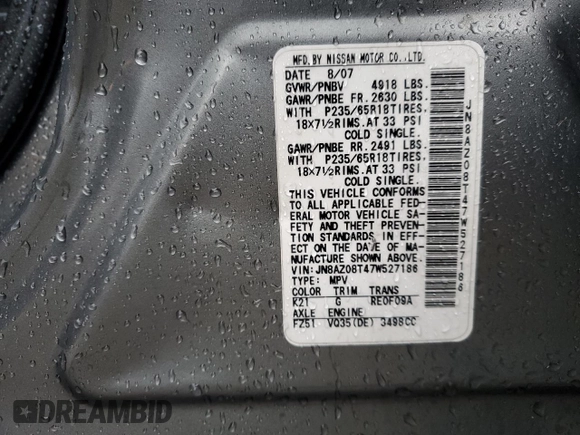 MFD. BY NISSAN MOTOR CO., LTD.
DATE 8/07
GVWR/PNBV 4918 LBS.
GAWR/PNBE FR. 2630 LBS.
WITH P235/65R18TIRES.
18X7½RIMS. AT 33 PSI
COLD SINGLE.
GAWR/PNBE RR. 2491 LBS.
WITH P235/65R18TIRES.
18X7½RIMS. AT 33 PSI
COLD SINGLE.
THIS VEHICLE CONFORMS
TO ALL APPLICABLE FED-
ERAL MOTOR VEHICLE SA-
FETY AND THEFT PREVEN-
TION STANDARDS IN EFF-
ECT ON THE DATE OF MA-
NUFACTURE SHOWN ABOVE.
VIN: JN8AZ08T47W527186
TYPE: MPV
COLOR TRIM TRANS
K21 G RE0F09A
AXLE ENGINE
FZ51 VQ35(DE) 3498CC
JN8AZ08T47W527186
DREAMBID